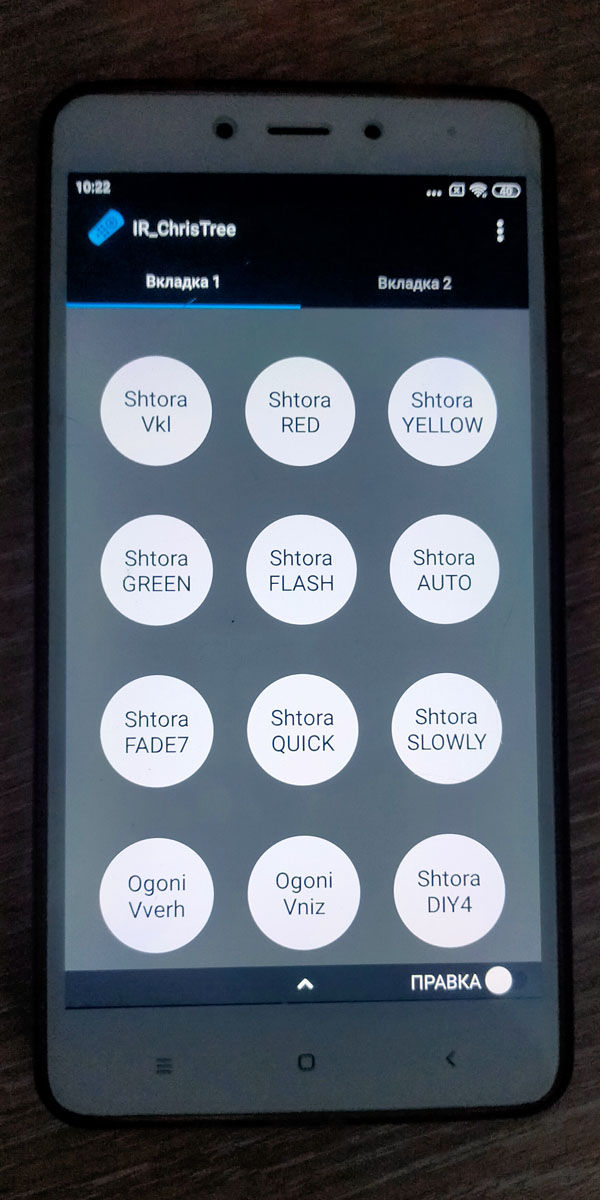 10:22
IR_ChrisTree
Вкладка 1
Вкладка 2
Shtora
Vkl
Shtora
RED
Shtora
YELLOW
Shtora
GREEN
Shtora
FLASH
Shtora
AUTO
Shtora
FADE7
Shtora
QUICK
Shtora
SLOWLY
Ogoni
Vverh
Ogoni
Vniz
Shtora
DIY4
ПРАВКА